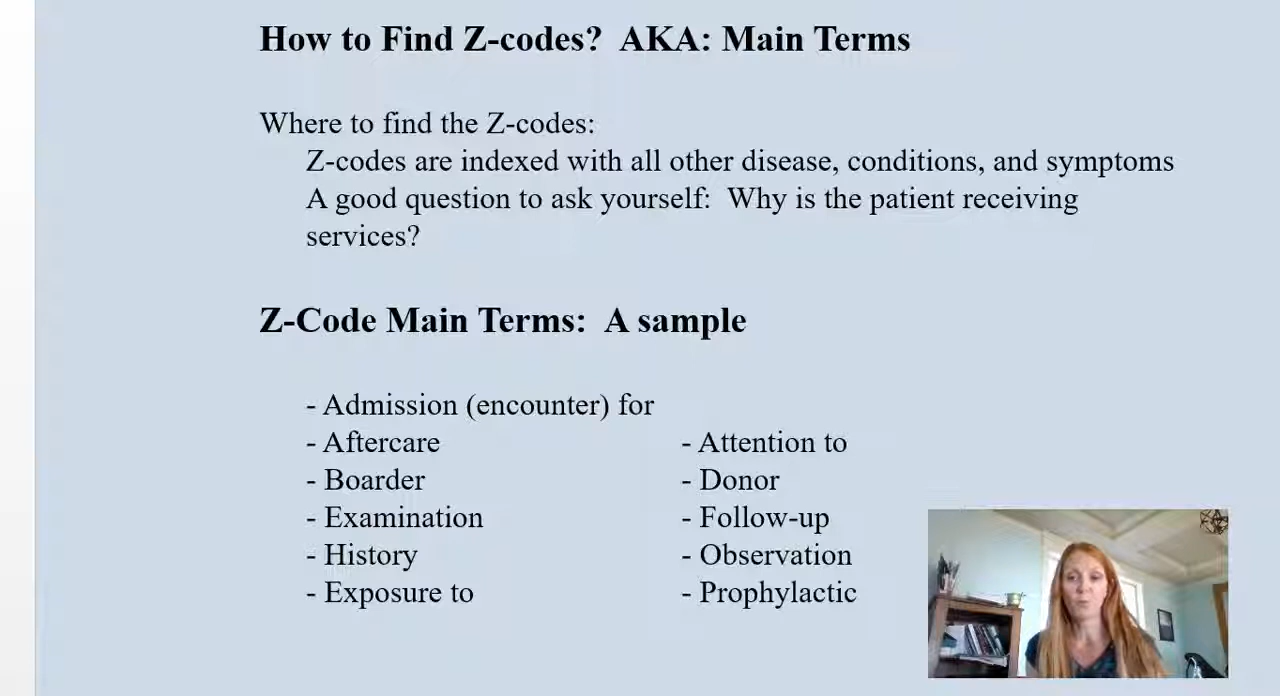 How to Find Z-codes?  AKA: Main Terms
Where to find the Z-codes:
Z-codes are indexed with all other disease, conditions, and symptoms
A good question to ask yourself:  Why is the patient receiving
services?
Z-Code Main Terms:  A sample
- Admission (encounter) for
- Aftercare
- Boarder
- Examination
- History
- Exposure to
- Attention to
- Donor
- Follow-up
- Observation
- Prophylactic